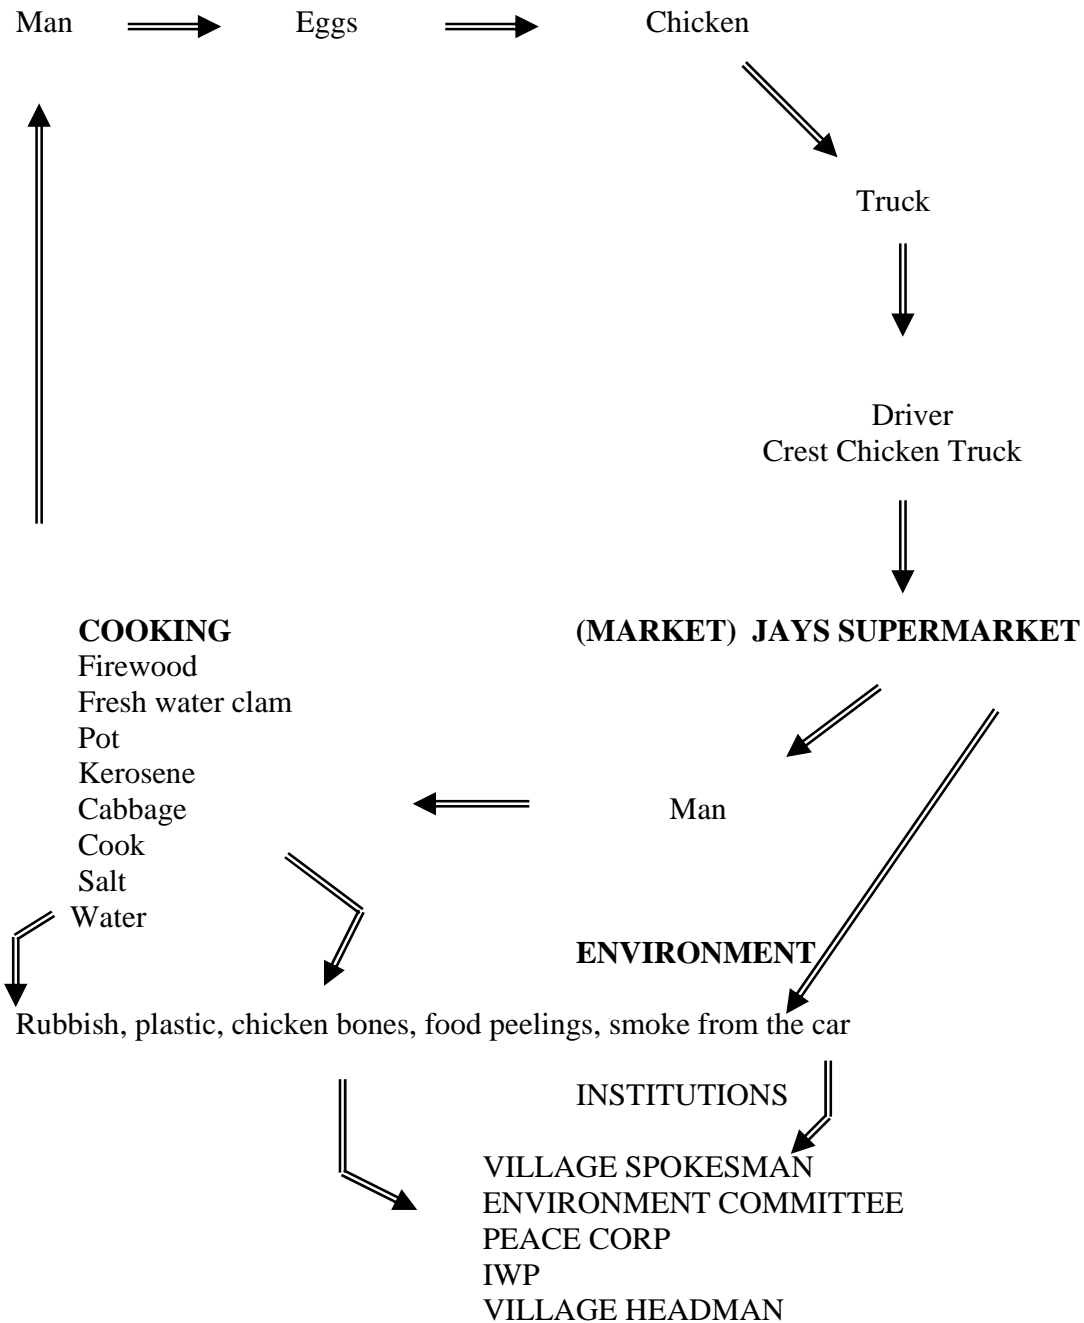 Man Eggs Chicken
Truck
Driver
Crest Chicken Truck
COOKING (MARKET) JAYS SUPERMARKET
Firewood
Fresh water clam
Pot
Kerosene
Cabbage Man
Cook
Salt
Water
ENVIRONMENT
Rubbish, plastic, chicken bones, food peelings, smoke from the car
INSTITUTIONS
VILLAGE SPOKESMAN
ENVIRONMENT COMMITTEE
PEACE CORP
IWP
VILLAGE HEADMAN